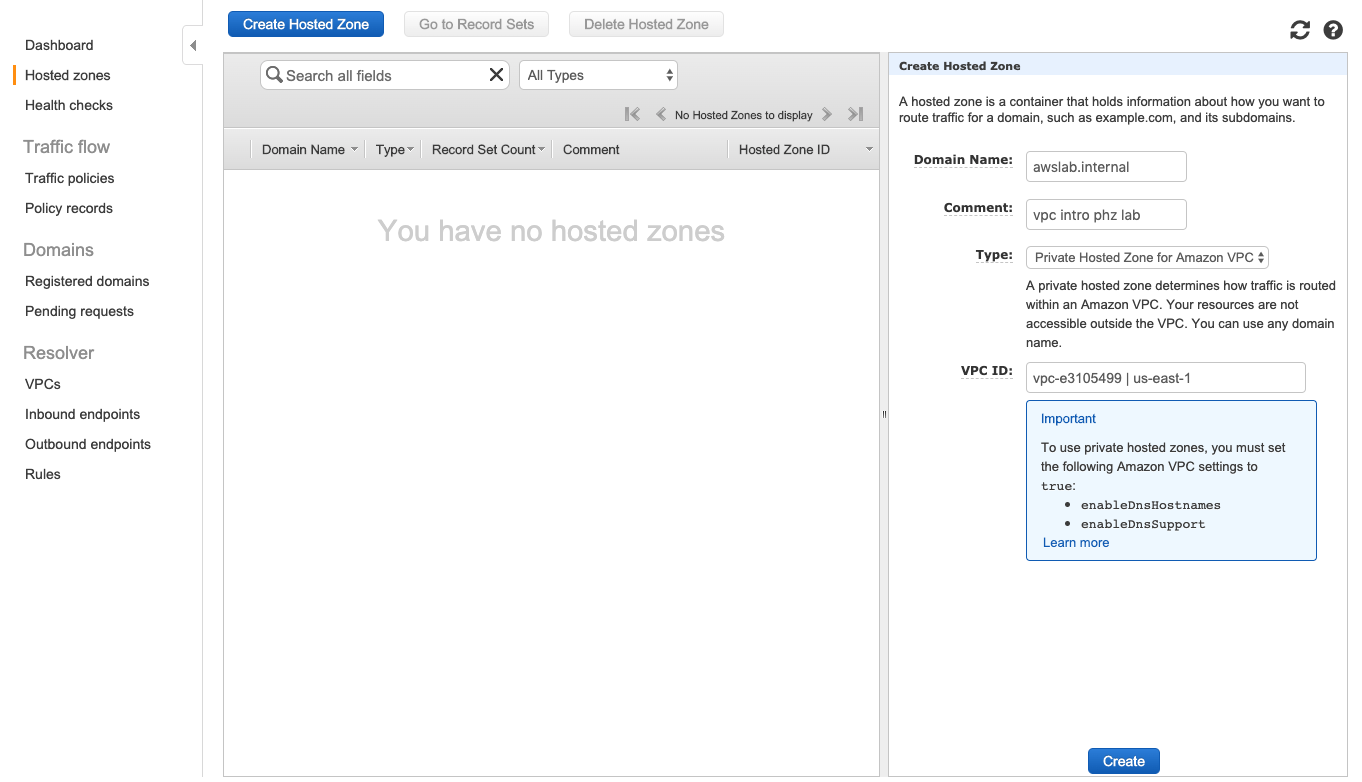 Create Hosted Zone
Go to Record Sets
Delete Hosted Zone
Dashboard
Hosted zones
Health checks
Traffic flow
Traffic policies
Policy records
Domains
Registered domains
Pending requests
Resolver
VPCs
Inbound endpoints
Outbound endpoints
Rules
Search all fields
All Types
No Hosted Zones to display
Domain Name
Type
Record Set Count
Comment
Hosted Zone ID
You have no hosted zones
Create Hosted Zone
A hosted zone is a container that holds information about how you want to
route traffic for a domain, such as example.com, and its subdomains.
Domain Name:
awslab.internal
Comment:
vpc intro phz lab
Type:
Private Hosted Zone for Amazon VPC
A private hosted zone determines how traffic is routed
within an Amazon VPC. Your resources are not
accessible outside the VPC. You can use any domain
name.
VPC ID:
vpc-e3105499 | us-east-1
Important
To use private hosted zones, you must set
the following Amazon VPC settings to
true:
• enableDnsHostnames
• enableDnsSupport
Learn more
Create